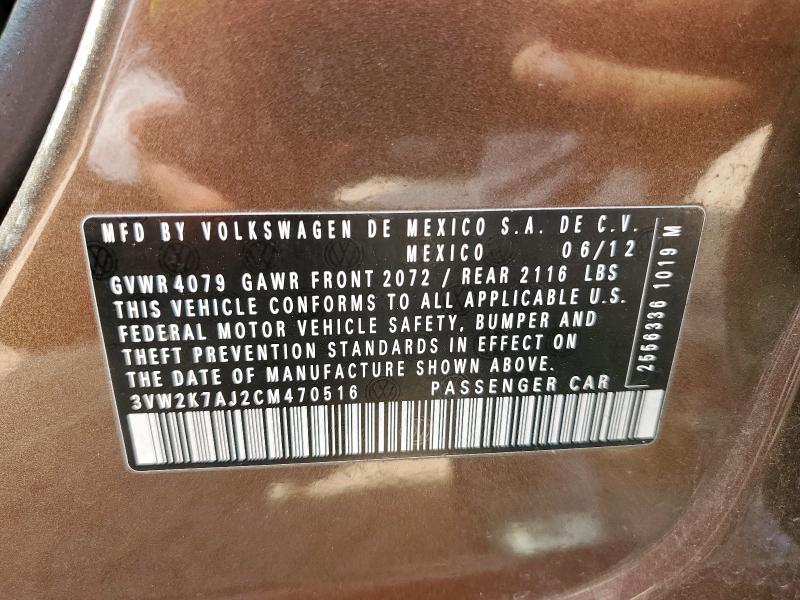 MFD BY VOLKSWAGEN DE MEXICO S.A. DE C.V.
MEXICO 06/12
GVWR 4079 GAWR FRONT 2072 / REAR 2116 LBS
THIS VEHICLE CONFORMS TO ALL APPLICABLE U.S.
FEDERAL MOTOR VEHICLE SAFETY, BUMPER AND
THEFT PREVENTION STANDARDS IN EFFECT ON
THE DATE OF MANUFACTURE SHOWN ABOVE.
3VW2K7AJ2CM470516 PASSENGER CAR
2556336 1019 M